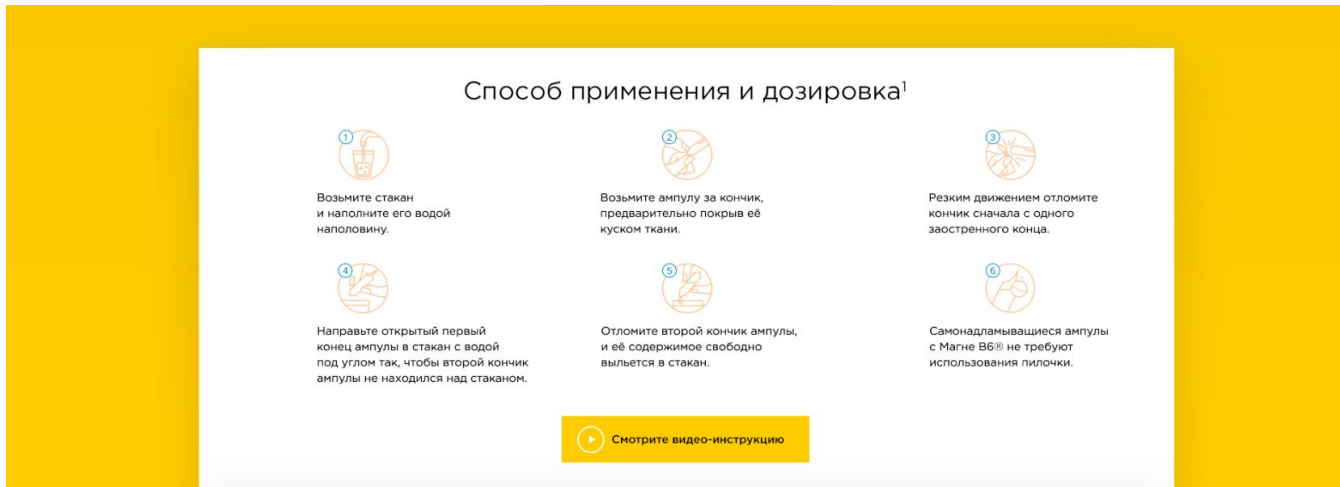 Способ применения и дозировка¹
1
Возьмите стакан
и наполните его водой
наполовину.
2
Возьмите ампулу за кончик,
предварительно покрыв её
куском ткани.
3
Резким движением отломите
кончик сначала с одного
заостренного конца.
4
Направьте открытый первый
конец ампулы в стакан с водой
под углом так, чтобы второй кончик
ампулы не находился над стаканом.
5
Отломите второй кончик ампулы,
и её содержимое свободно
выльется в стакан.
6
Самонадламыващиеся ампулы
с Магне B6® не требуют
использования пилочки.
Смотрите видео-инструкцию